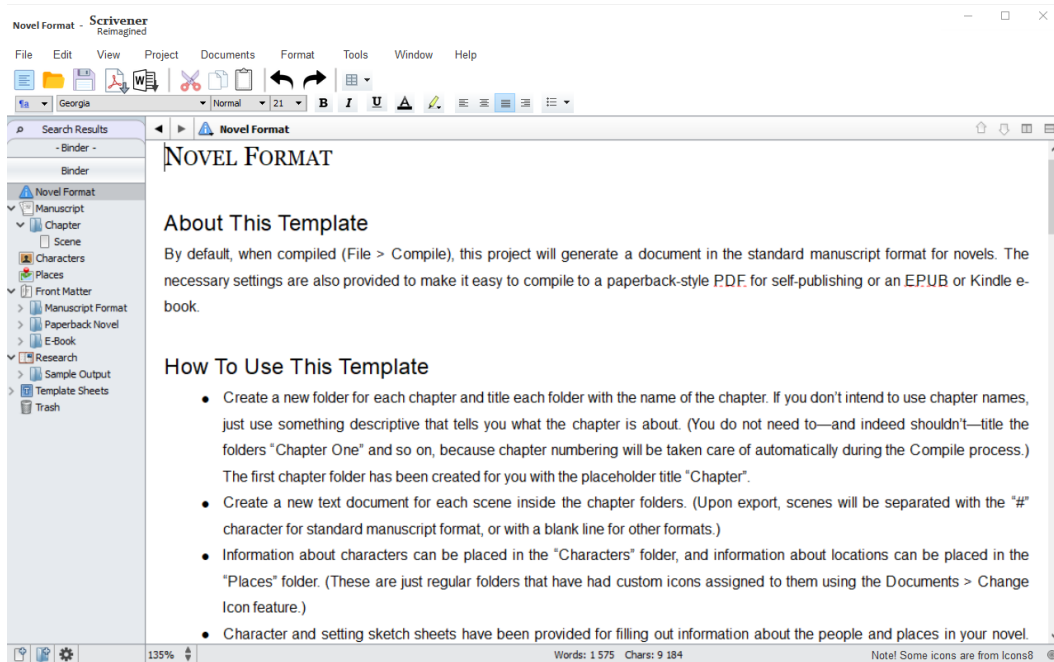 Novel Format - Scrivener
Reimagined
File Edit View Project Documents Format Tools Window Help
¶a Georgia Normal 21 B I U A
Search Results
- Binder -
Binder
Novel Format
Manuscript
Chapter
Scene
Characters
Places
Front Matter
Manuscript Format
Paperback Novel
E-Book
Research
Sample Output
Template Sheets
Trash
Novel Format
NOVEL FORMAT
About This Template
By default, when compiled (File > Compile), this project will generate a document in the standard manuscript format for novels. The
necessary settings are also provided to make it easy to compile to a paperback-style PDF for self-publishing or an EPUB or Kindle e-
book.
How To Use This Template
● Create a new folder for each chapter and title each folder with the name of the chapter. If you don’t intend to use chapter names,
just use something descriptive that tells you what the chapter is about. (You do not need to—and indeed shouldn’t—title the
folders “Chapter One” and so on, because chapter numbering will be taken care of automatically during the Compile process.)
The first chapter folder has been created for you with the placeholder title “Chapter”.
● Create a new text document for each scene inside the chapter folders. (Upon export, scenes will be separated with the “#”
character for standard manuscript format, or with a blank line for other formats.)
● Information about characters can be placed in the “Characters” folder, and information about locations can be placed in the
“Places” folder. (These are just regular folders that have had custom icons assigned to them using the Documents > Change
Icon feature.)
● Character and setting sketch sheets have been provided for filling out information about the people and places in your novel.
135% Words: 1 575 Chars: 9 184 Note! Some icons are from Icons8